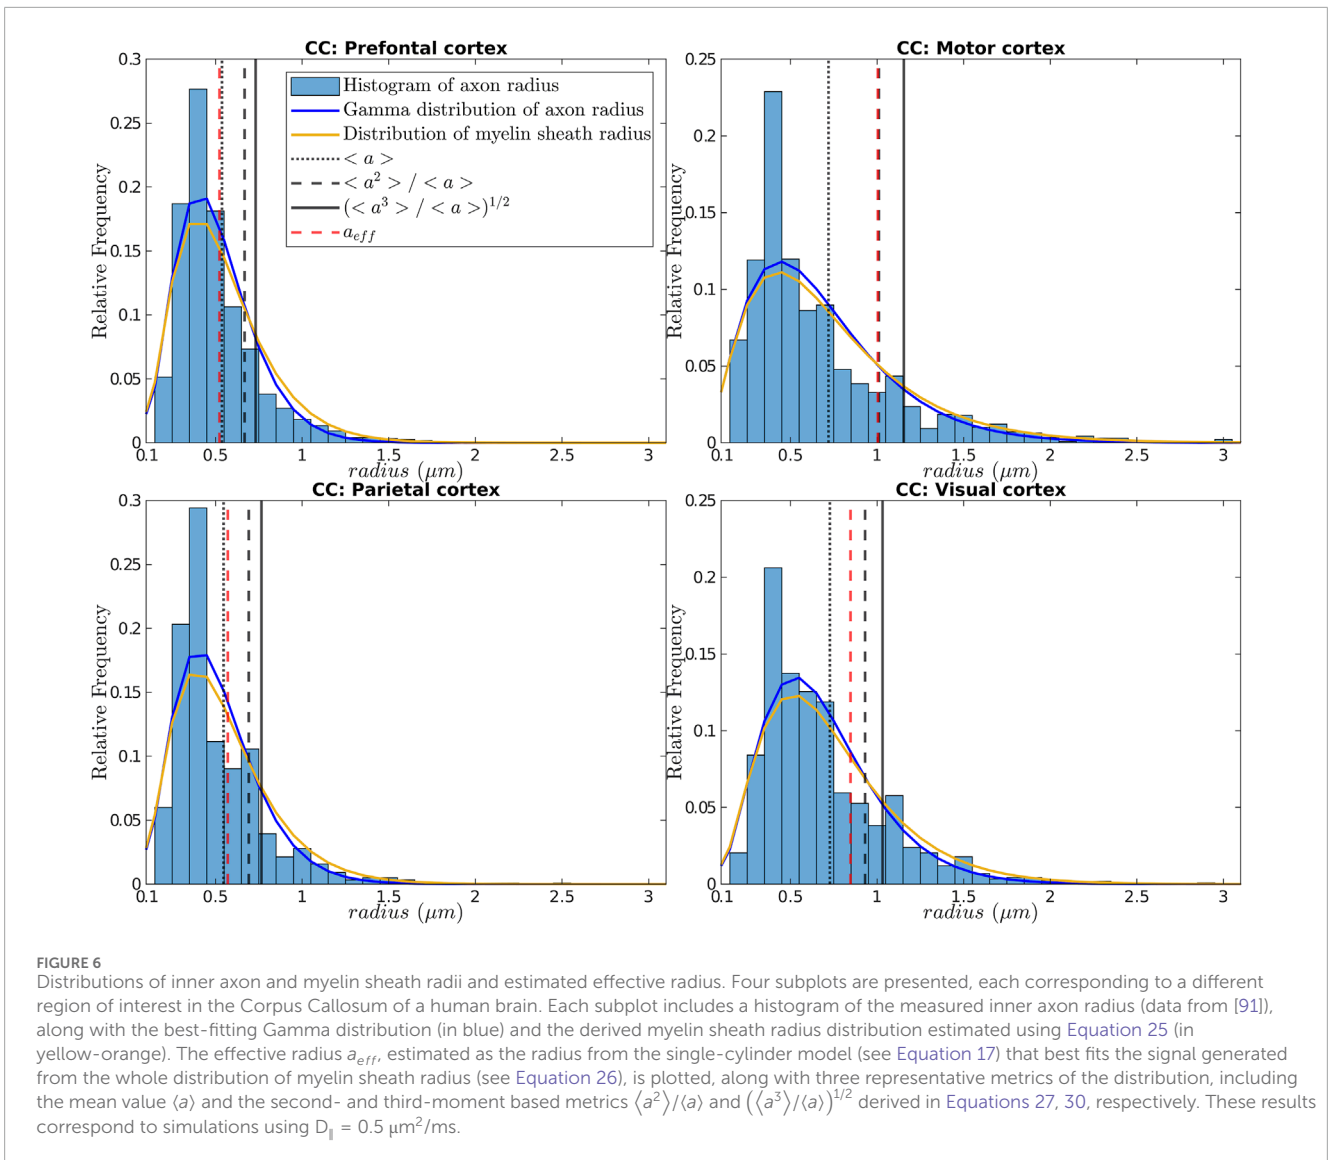 CC: Prefontal cortex
0.3
0.25
0.2
0.15
0.1
0.05
0
Relative Frequency
Histogram of axon radius
Gamma distribution of axon radius
Distribution of myelin sheath radius
< a >
< a² > / < a >
(< a³ > / < a >)^{1/2}
a_{eff}
0.1 0.5 1 1.5 2 2.5 3
radius (μm)
CC: Motor cortex
0.25
0.2
0.15
0.1
0.05
0
Relative Frequency
0.1 0.5 1 1.5 2 2.5 3
radius (μm)
CC: Parietal cortex
0.3
0.25
0.2
0.15
0.1
0.05
0
Relative Frequency
0.1 0.5 1 1.5 2 2.5 3
radius (μm)
CC: Visual cortex
0.25
0.2
0.15
0.1
0.05
0
Relative Frequency
0.1 0.5 1 1.5 2 2.5 3
radius (μm)
FIGURE 6
Distributions of inner axon and myelin sheath radii and estimated effective radius. Four subplots are presented, each corresponding to a different
region of interest in the Corpus Callosum of a human brain. Each subplot includes a histogram of the measured inner axon radius (data from [91]),
along with the best-fitting Gamma distribution (in blue) and the derived myelin sheath radius distribution estimated using Equation 25 (in
yellow-orange). The effective radius a_{eff}, estimated as the radius from the single-cylinder model (see Equation 17) that best fits the signal generated
from the whole distribution of myelin sheath radius (see Equation 26), is plotted, along with three representative metrics of the distribution, including
the mean value ⟨a⟩ and the second- and third-moment based metrics ⟨a²⟩/⟨a⟩ and (⟨a³⟩/⟨a⟩)^{1/2} derived in Equations 27, 30, respectively. These results
correspond to simulations using D_∥ = 0.5 μm²/ms.